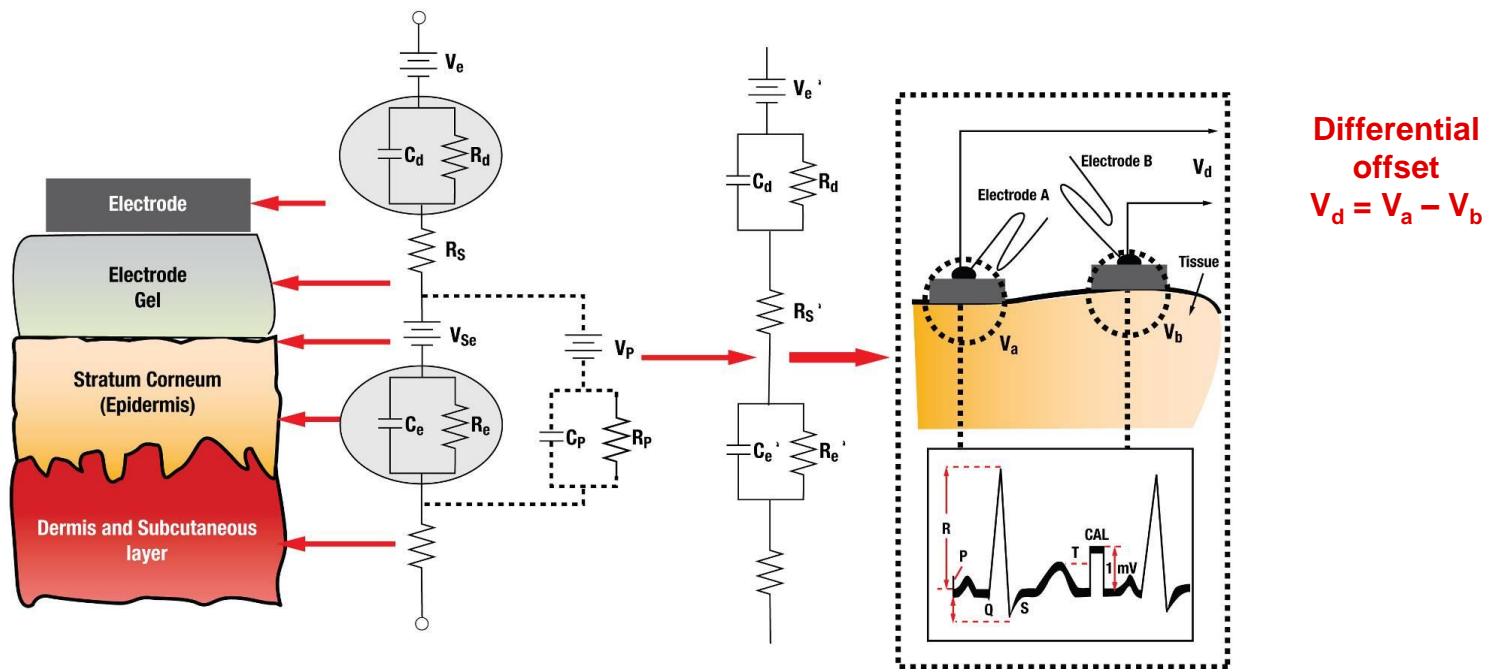 Electrode
Electrode
Gel
Stratum Corneum
(Epidermis)
Dermis and Subcutaneous
layer
Ve
Cd
Rd
RS
VSe
Ce
Re
VP
CP
RP
Ve'
Cd
Rd
RS'
Ce'
Re'
Electrode B
Vd
Electrode A
Tissue
Va
Vb
R
P
Q
S
T
CAL
1 mV
Differential
offset
Vd = Va – Vb